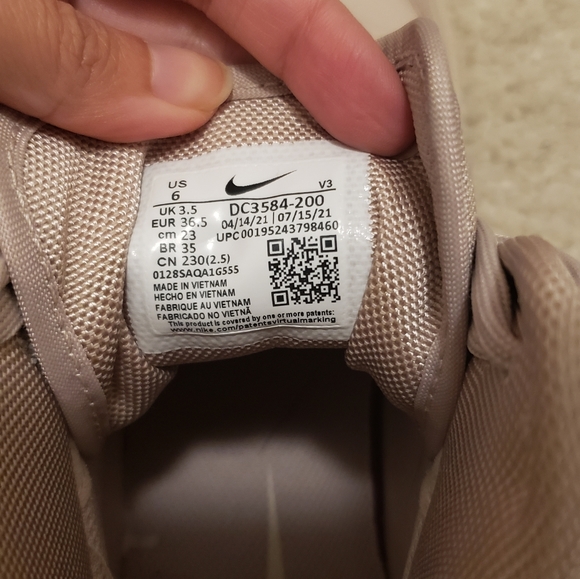 US
6
V3
UK 3.5
EUR 36.5
cm 23
BR 35
CN 230(2.5)
DC3584-200
04/14/21 | 07/15/21
UPC00195243798460
0128SAQA1G555
MADE IN VIETNAM
HECHO EN VIETNAM
FABRIQUE AU VIETNAM
FABRICADO NO VIETNÃ
This product is covered by one or more patents:
www.nike.com/patentsvirtualmarking